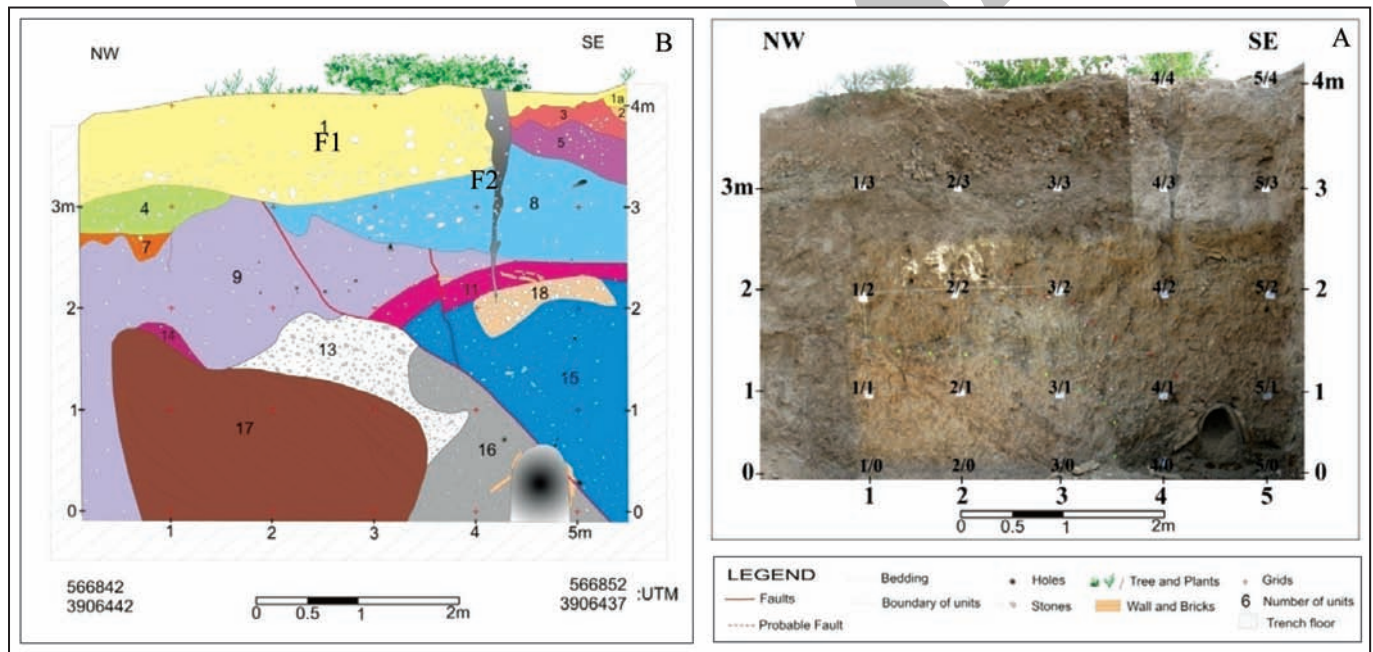 NW
SE
B
1
F1
1a
2
3
5
F2
8
4m
3m
3
4
7
9
11
18
2
2
14
13
15
1
1
17
16
0
0
1
2
3
4
5m
566842
3906442
566852
3906437
:UTM
0
0.5
1
2m
NW
SE
A
4/4
5/4
4m
3m
1/3
2/3
3/3
4/3
5/3
3
2
1/2
2/2
3/2
4/2
5/2
2
1
1/1
2/1
3/1
4/1
5/1
1
0
1/0
2/0
3/0
4/0
5/0
0
1
2
3
4
5
0
0.5
1
2m
LEGEND
Faults
Probable Fault
Bedding
Boundary of units
Holes
Stones
Tree and Plants
Wall and Bricks
Grids
6 Number of units
Trench floor